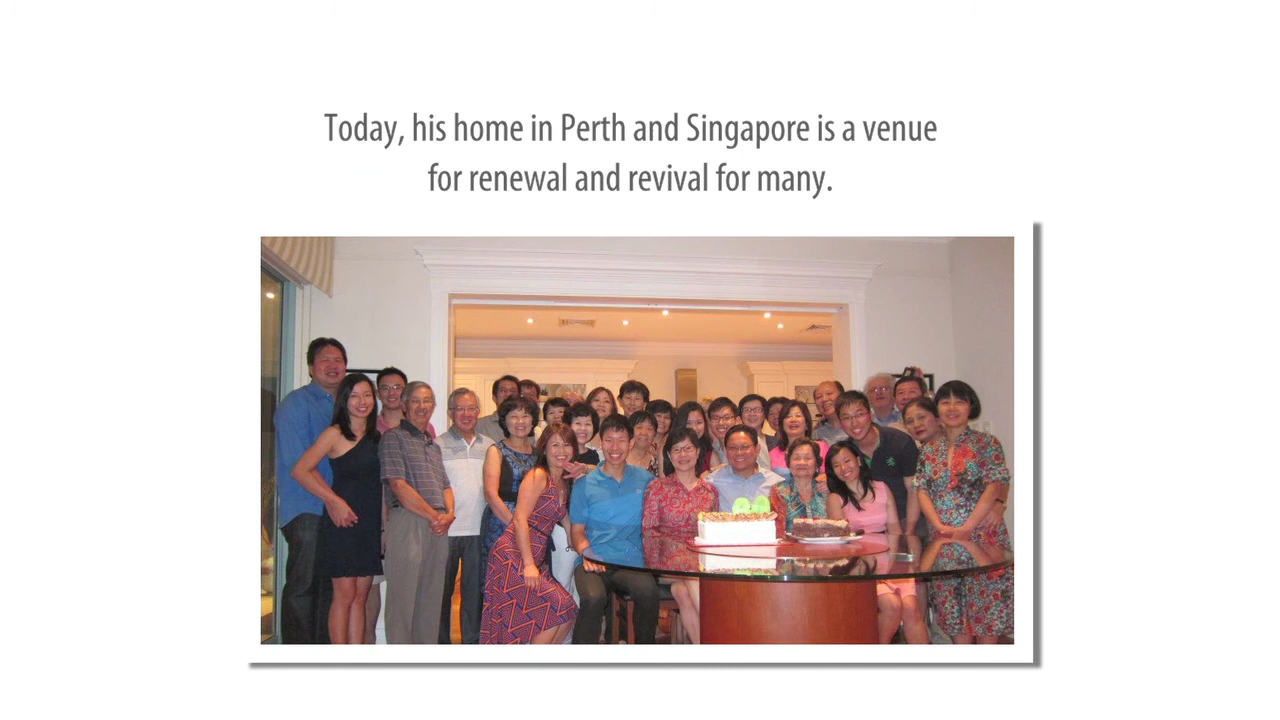 Today, his home in Perth and Singapore is a venue
for renewal and revival for many.